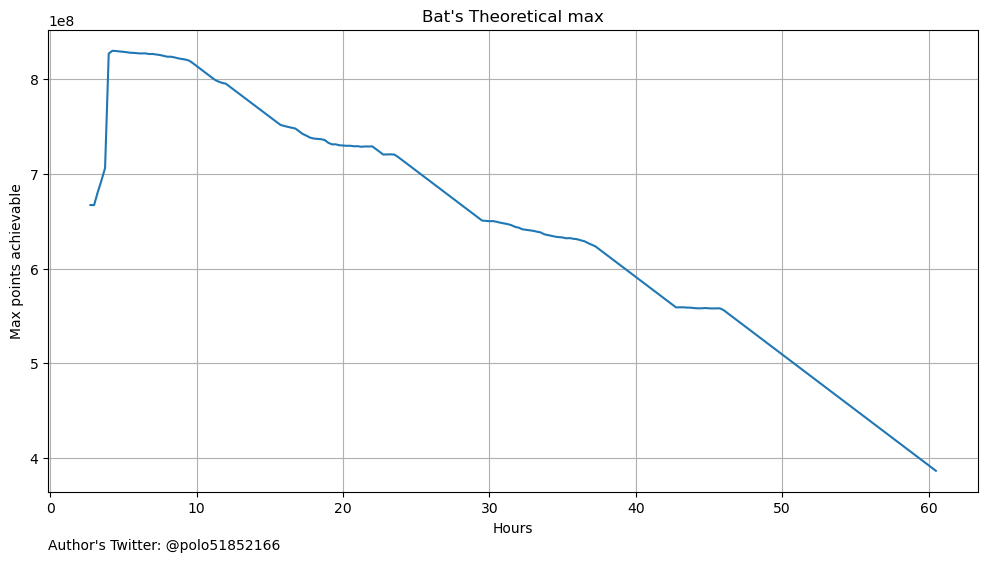 Bat's Theoretical max
1e8
8
7
6
5
4
Max points achievable
0 10 20 30 40 50 60
Hours
Author's Twitter: @polo51852166